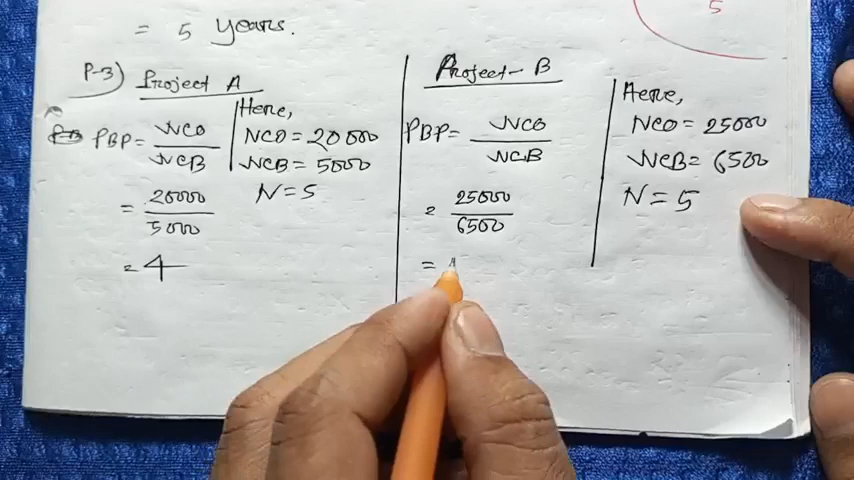 = 5 years.
5
P-3) Project A
PBP = NCO / NCB
= 20000 / 5000
= 4
Here,
NCO = 20000
NCB = 5000
N = 5
Project - B
PBP = NCO / NCB
= 25000 / 6500
=
Here,
NCO = 25000
NCB = 6500
N = 5